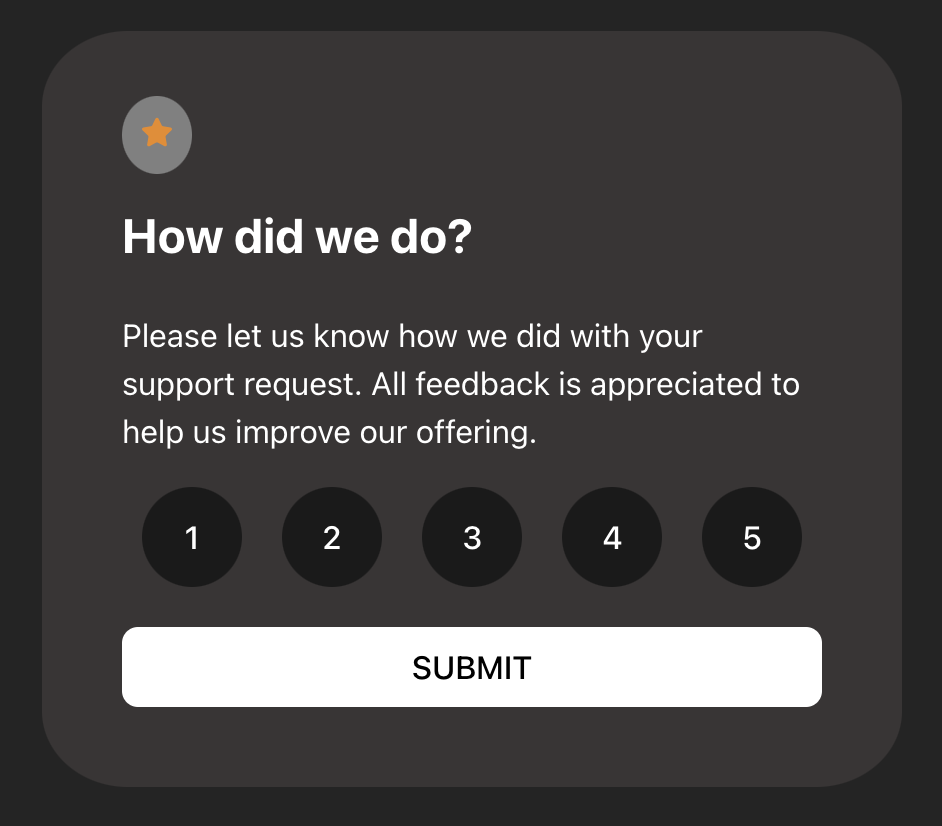 How did we do?
Please let us know how we did with your
support request. All feedback is appreciated to
help us improve our offering.
1 2 3 4 5
SUBMIT